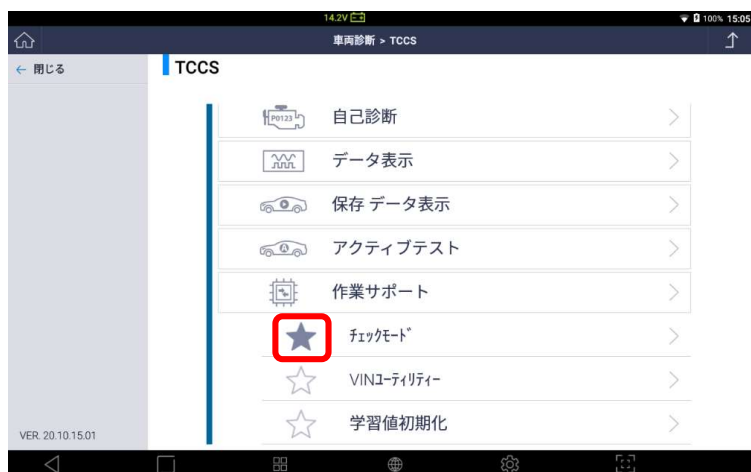 14.2V
100% 15:05
車両診断 > TCCS
← 閉じる
TCCS
P0123
自己診断
データ表示
保存 データ表示
アクティブテスト
作業サポート
ﾁｪｯｸﾓｰﾄﾞ
VINﾕｰﾃｨﾘﾃｨｰ
学習値初期化
VER. 20.10.15.01